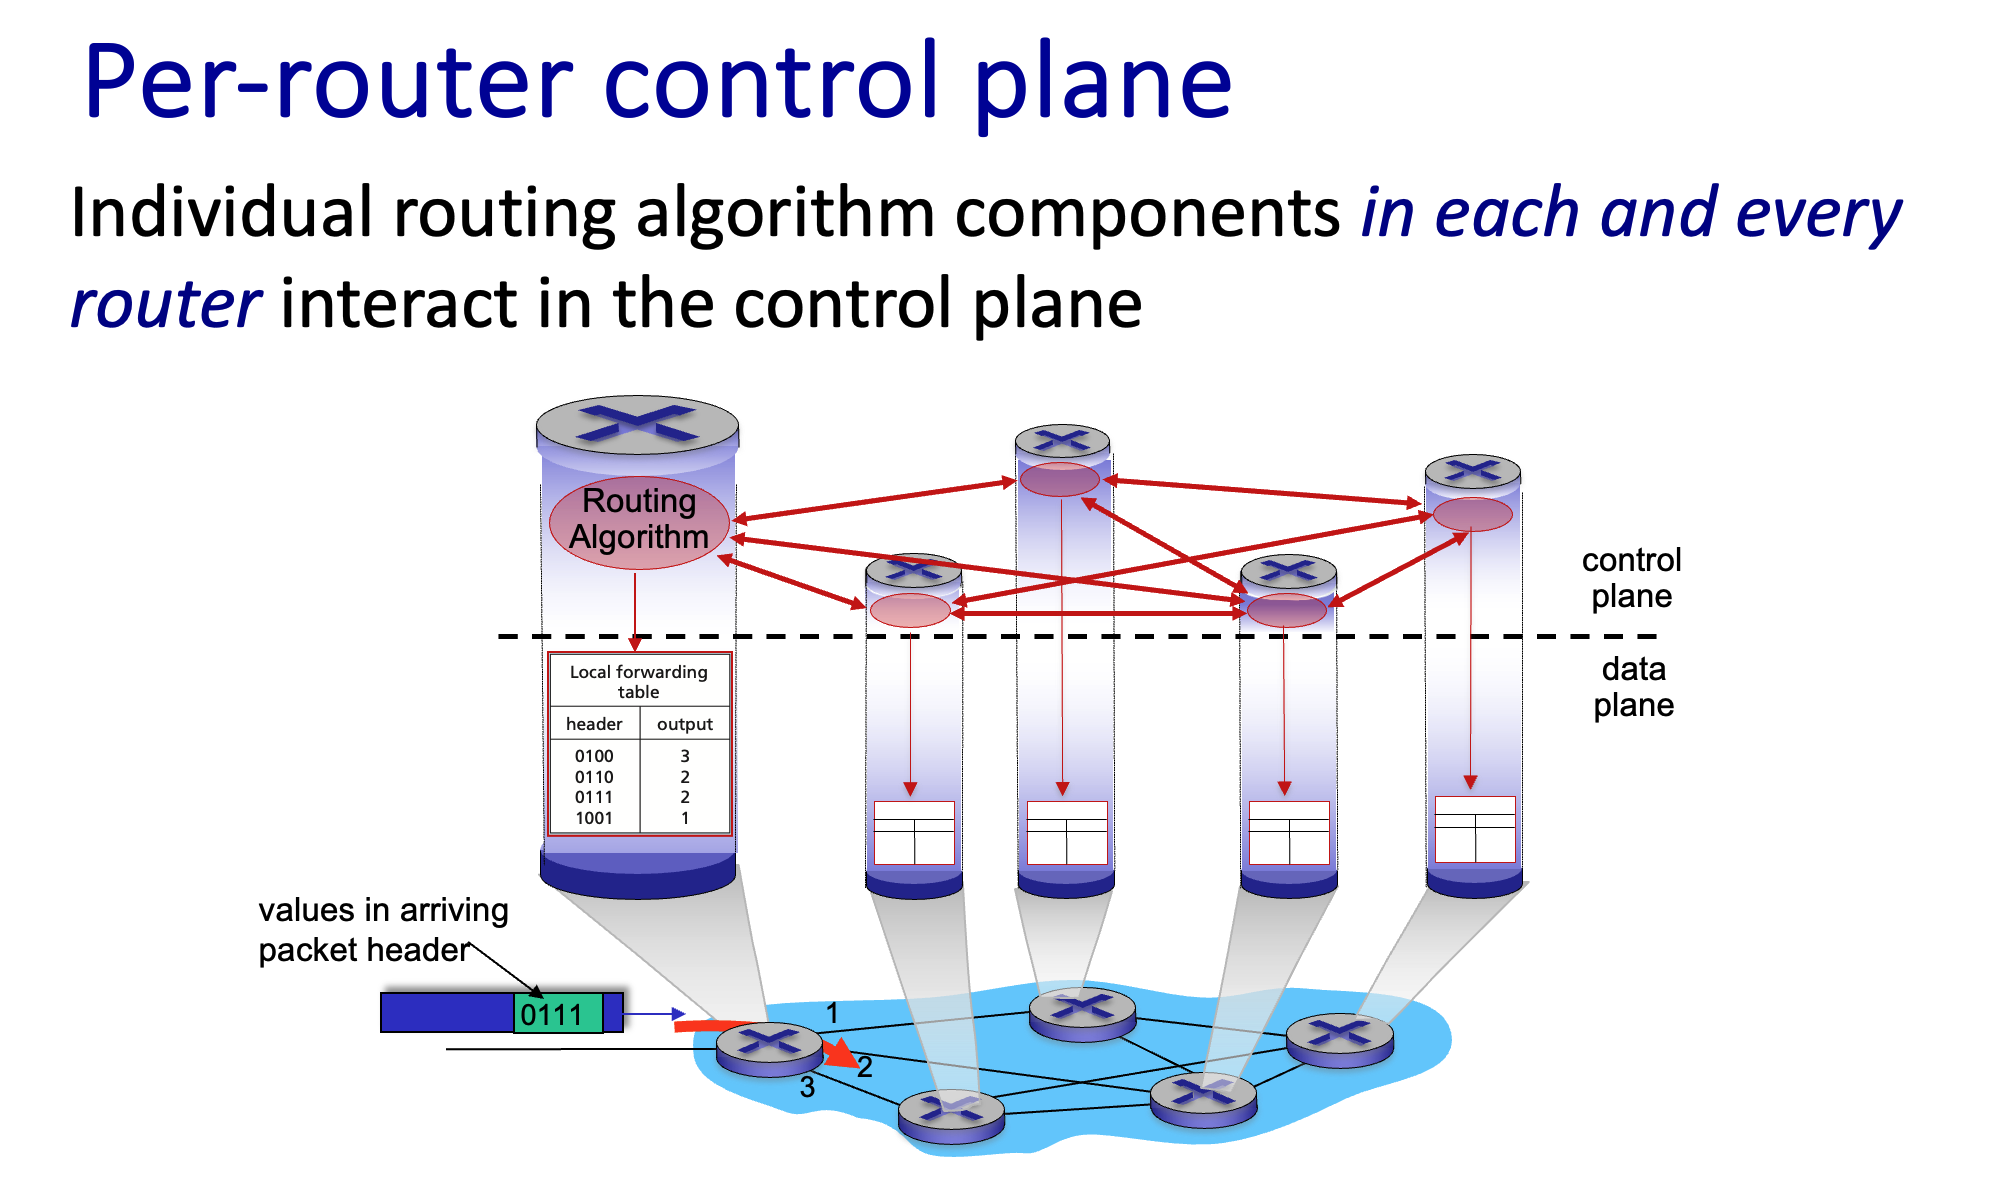 Per-router control plane
Individual routing algorithm components in each and every
router interact in the control plane
Routing
Algorithm
control
plane
data
plane
Local forwarding
table
header output
0100 3
0110 2
0111 2
1001 1
values in arriving
packet header
0111
1
2
3